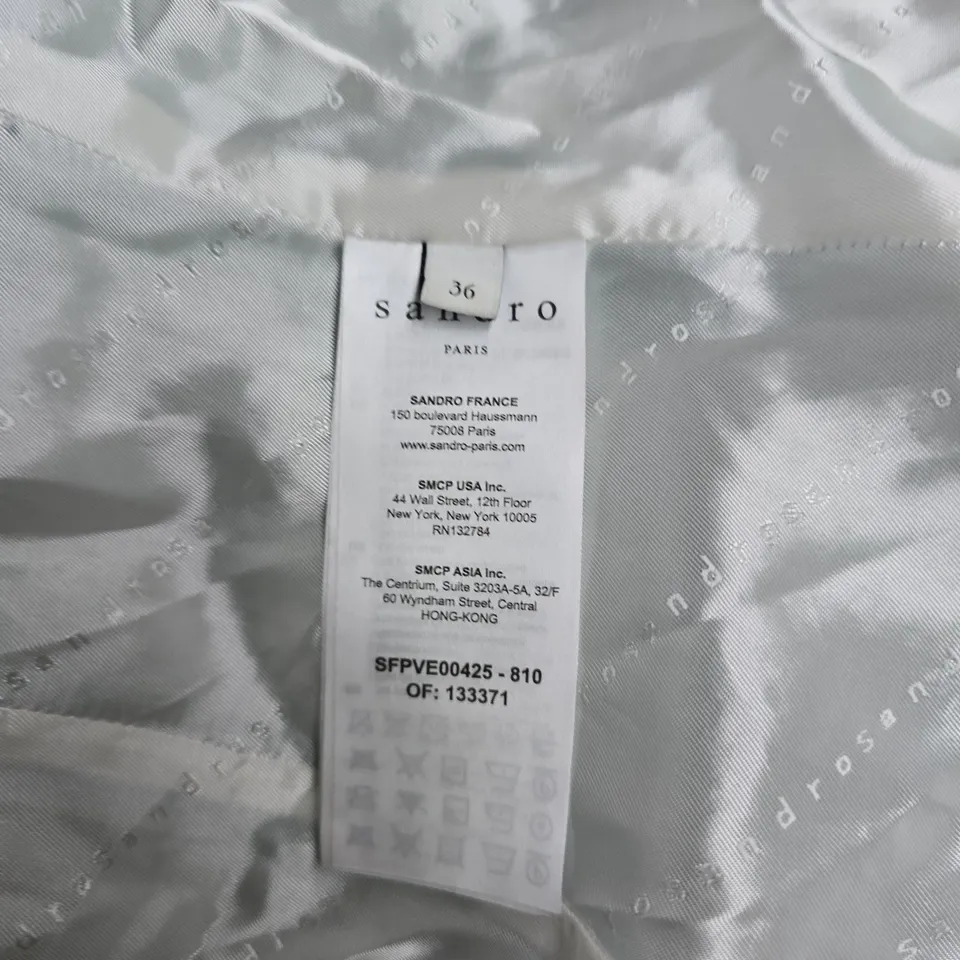 36
sandro
PARIS
SANDRO FRANCE
150 boulevard Haussmann
75008 Paris
www.sandro-paris.com
SMCP USA Inc.
44 Wall Street, 12th Floor
New York, New York 10005
RN132784
SMCP ASIA Inc.
The Centrium, Suite 3203A-5A, 32/F
60 Wyndham Street, Central
HONG-KONG
SFPVE00425 - 810
OF: 133371